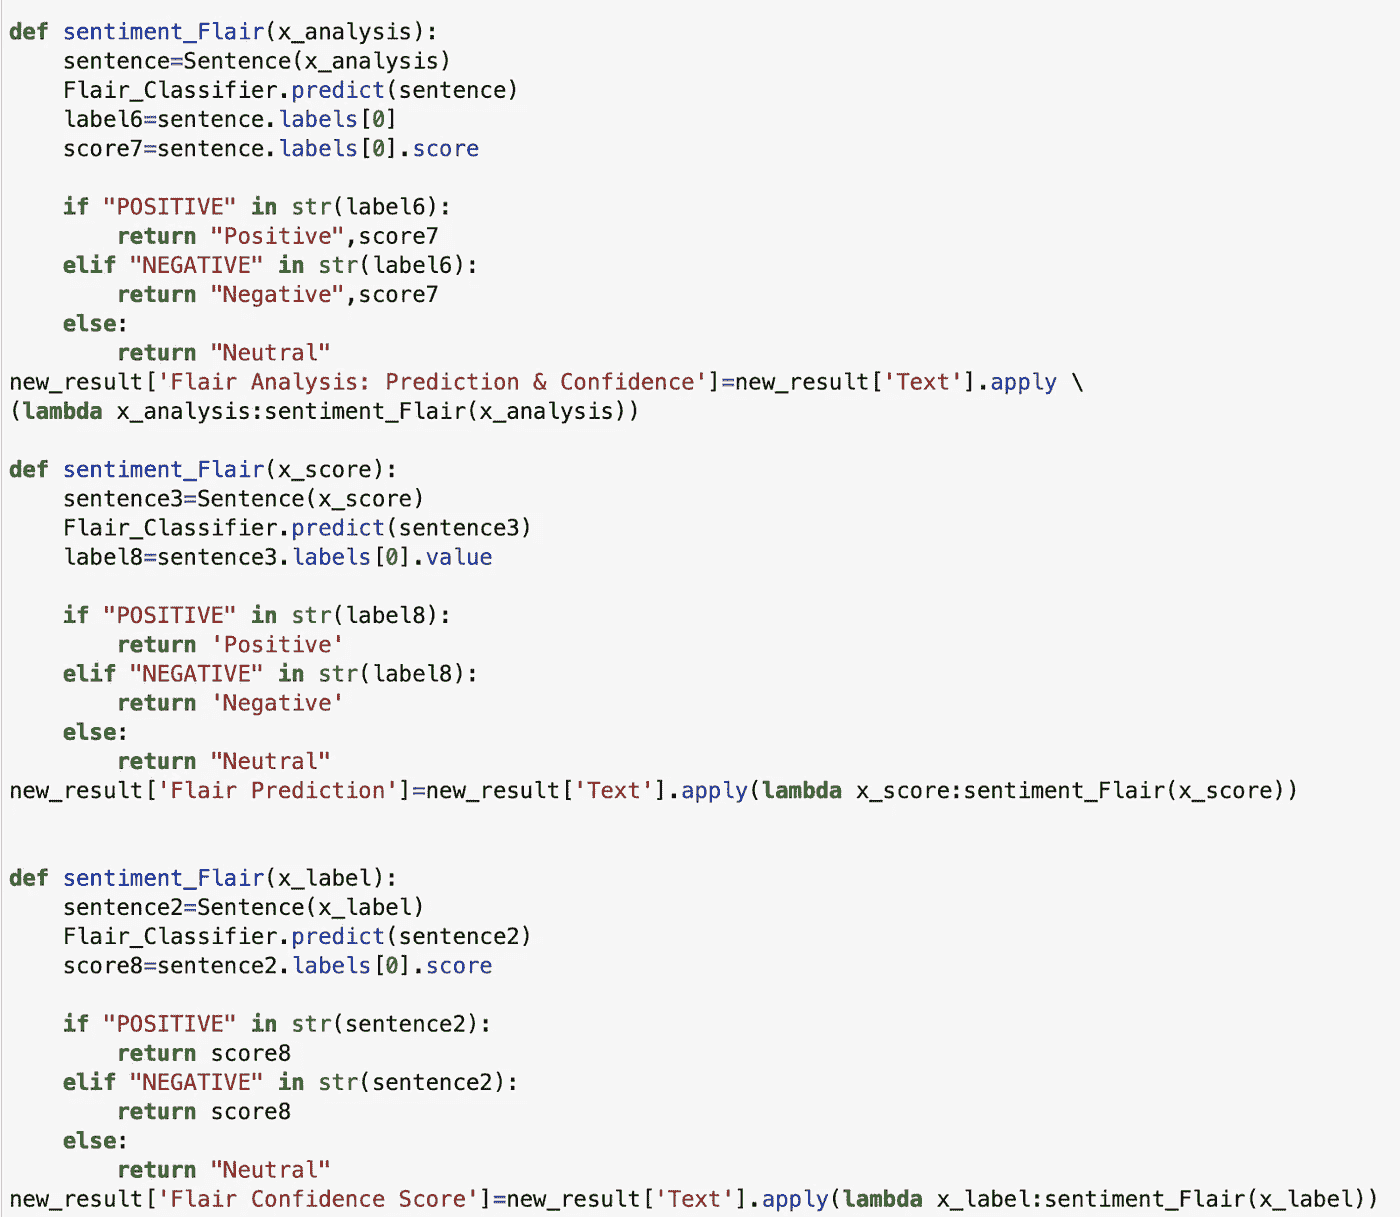 def sentiment_Flair(x_analysis):
    sentence=Sentence(x_analysis)
    Flair_Classifier.predict(sentence)
    label6=sentence.labels[0]
    score7=sentence.labels[0].score

    if "POSITIVE" in str(label6):
        return "Positive",score7
    elif "NEGATIVE" in str(label6):
        return "Negative",score7
    else:
        return "Neutral"
new_result['Flair Analysis: Prediction & Confidence']=new_result['Text'].apply \
(lambda x_analysis:sentiment_Flair(x_analysis))

def sentiment_Flair(x_score):
    sentence3=Sentence(x_score)
    Flair_Classifier.predict(sentence3)
    label8=sentence3.labels[0].value

    if "POSITIVE" in str(label8):
        return 'Positive'
    elif "NEGATIVE" in str(label8):
        return 'Negative'
    else:
        return "Neutral"
new_result['Flair Prediction']=new_result['Text'].apply(lambda x_score:sentiment_Flair(x_score))


def sentiment_Flair(x_label):
    sentence2=Sentence(x_label)
    Flair_Classifier.predict(sentence2)
    score8=sentence2.labels[0].score

    if "POSITIVE" in str(sentence2):
        return score8
    elif "NEGATIVE" in str(sentence2):
        return score8
    else:
        return "Neutral"
new_result['Flair Confidence Score']=new_result['Text'].apply(lambda x_label:sentiment_Flair(x_label))